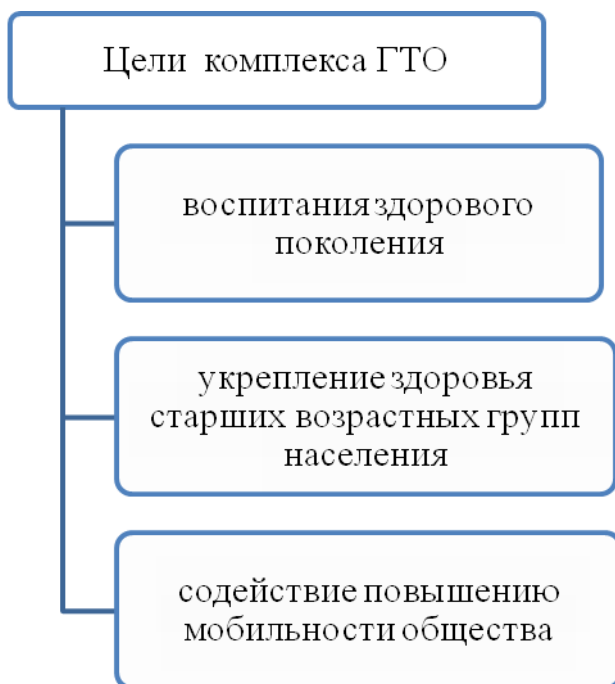 Цели комплекса ГТО
воспитания здорового
поколения
укрепление здоровья
старших возрастных групп
населения
содействие повышению
мобильности общества